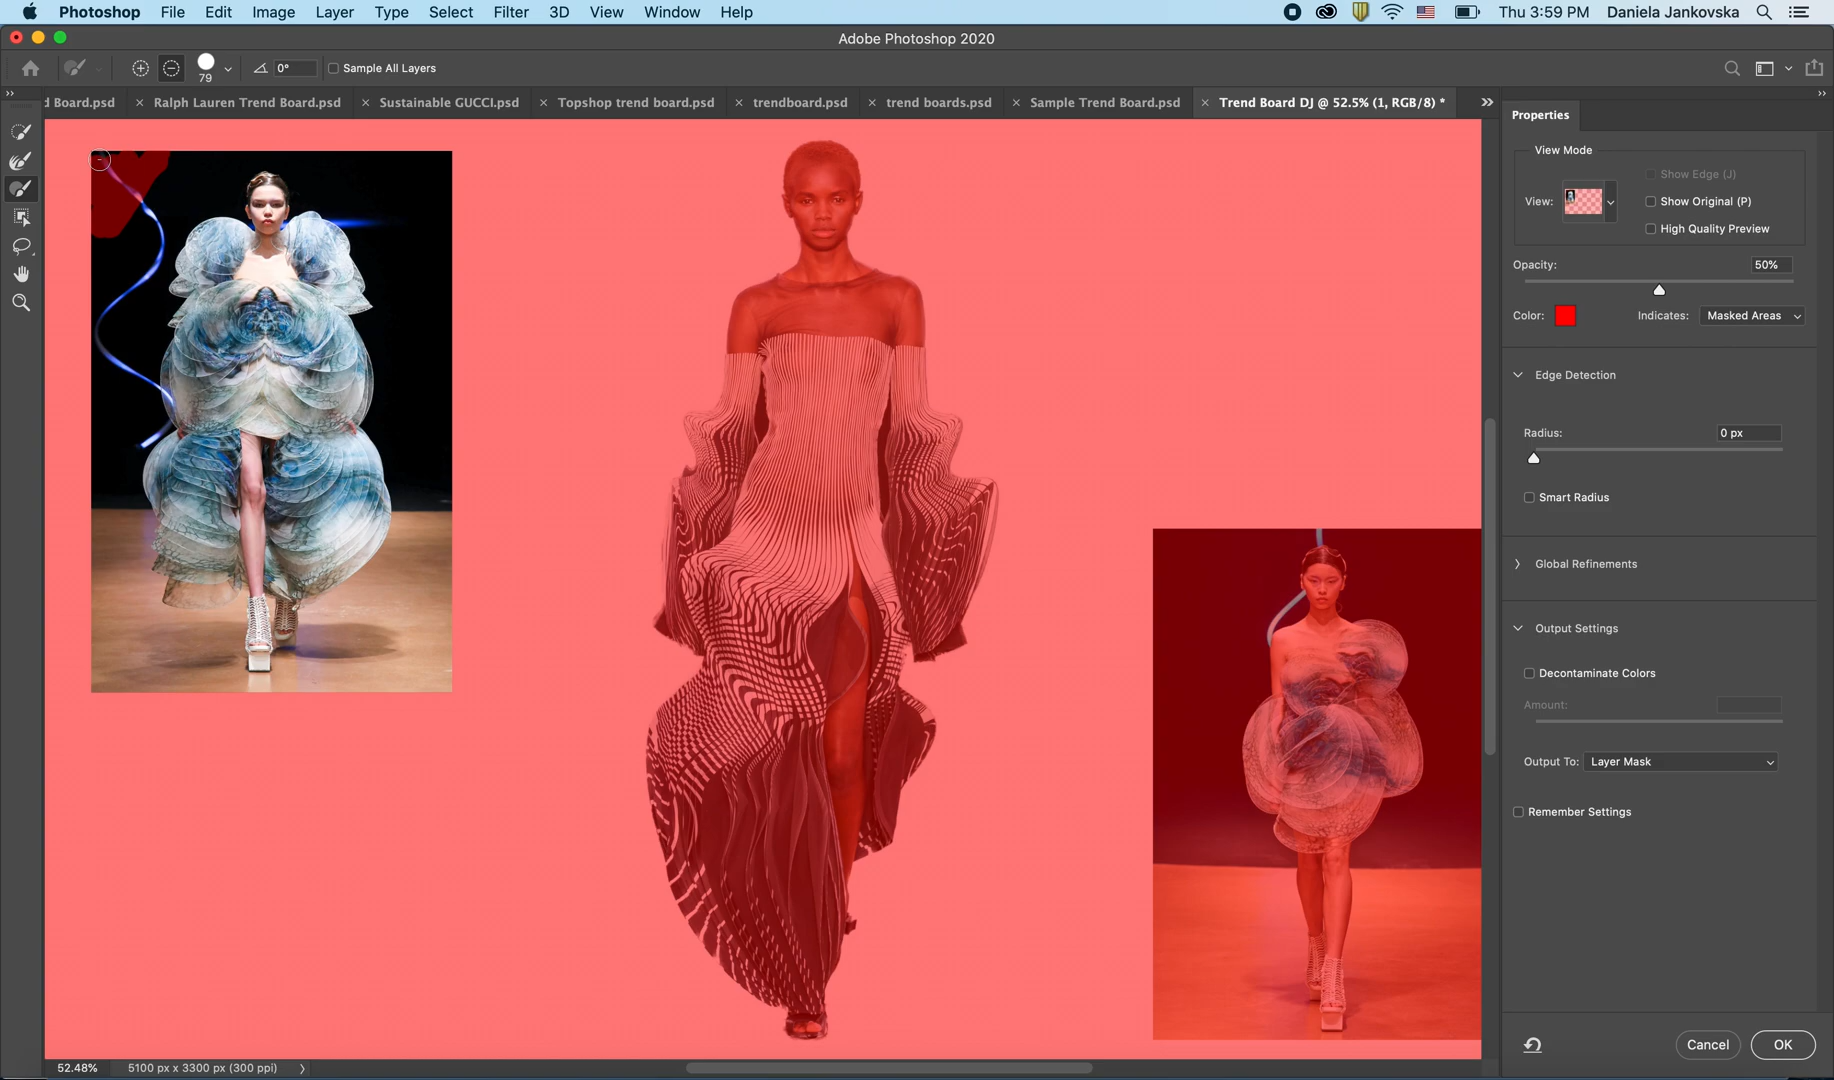 Photoshop File Edit Image Layer Type Select Filter 3D View Window Help Thu 3:59 PM Daniela Jankovska
Adobe Photoshop 2020
79 0° Sample All Layers
d Board.psd × Ralph Lauren Trend Board.psd × Sustainable GUCCI.psd × Topshop trend board.psd × trendboard.psd × trend boards.psd × Sample Trend Board.psd × Trend Board DJ @ 52.5% (1, RGB/8) *
Properties
View Mode
Show Edge (J)
View: Show Original (P)
High Quality Preview
Opacity: 50%
Color: Indicates: Masked Areas
Edge Detection
Radius: 0 px
Smart Radius
Global Refinements
Output Settings
Decontaminate Colors
Amount:
Output To: Layer Mask
Remember Settings
Cancel OK
52.48% 5100 px x 3300 px (300 ppi)